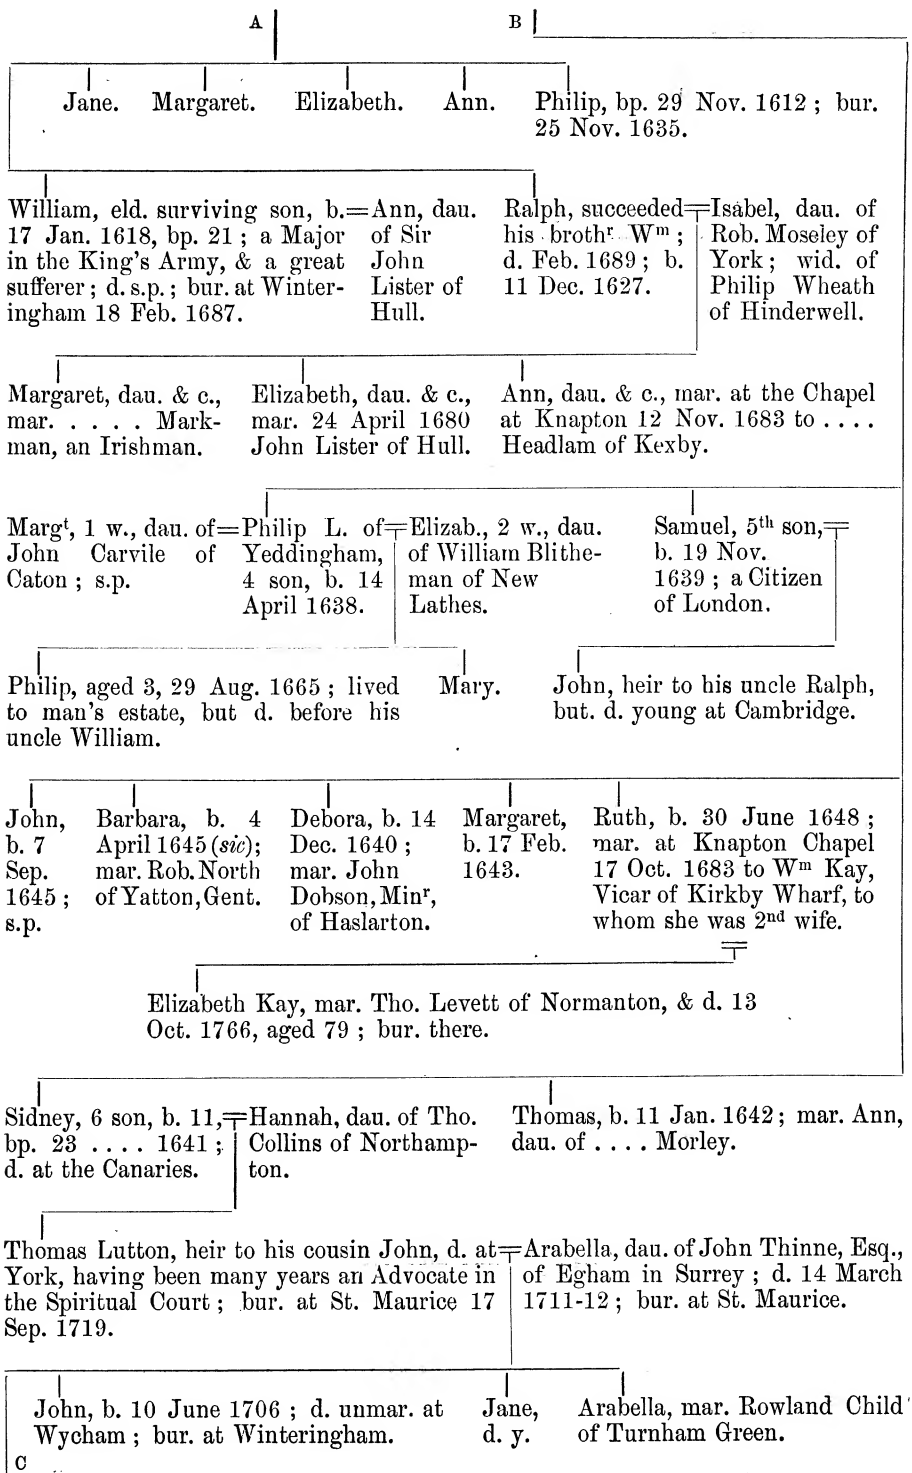 A B
Jane. Margaret. Elizabeth. Ann. Philip, bp. 29 Nov. 1612 ; bur.
25 Nov. 1635.
William, eld. surviving son, b.=
17 Jan. 1618, bp. 21 ; a Major
in the King's Army, & a great
sufferer ; d. s.p. ; bur. at Winter-
ingham 18 Feb. 1687.
Ann, dau.
of Sir
John
Lister of
Hull.
Ralph, succeeded=
his brothʳ Wᵐ ;
d. Feb. 1689 ; b.
11 Dec. 1627.
Isabel, dau. of
Rob. Moseley of
York ; wid. of
Philip Wheath
of Hinderwell.
Margaret, dau. & c.,
mar. . . . . . Mark-
man, an Irishman.
Elizabeth, dau. & c.,
mar. 24 April 1680
John Lister of Hull.
Ann, dau. & c., mar. at the Chapel
at Knapton 12 Nov. 1683 to . . . .
Headlam of Kexby.
Margᵗ, 1 w., dau. of=
John Carvile of
Caton ; s.p.
Philip L. of=
Yeddingham,
4 son, b. 14
April 1638.
Elizab., 2 w., dau.
of William Blithe-
man of New
Lathes.
Samuel, 5ᵗʰ son,=
b. 19 Nov.
1639 ; a Citizen
of London.
Philip, aged 3, 29 Aug. 1665 ; lived
to man's estate, but d. before his
uncle William.
Mary.
John, heir to his uncle Ralph,
but. d. young at Cambridge.
John,
b. 7
Sep.
1645 ;
s.p.
Barbara, b. 4
April 1645 (sic);
mar. Rob. North
of Yatton, Gent.
Debora, b. 14
Dec. 1640 ;
mar. John
Dobson, Minʳ,
of Haslarton.
Margaret,
b. 17 Feb.
1643.
Ruth, b. 30 June 1648 ;
mar. at Knapton Chapel
17 Oct. 1683 to Wᵐ Kay,
Vicar of Kirkby Wharf, to
whom she was 2ⁿᵈ wife.
=
Elizabeth Kay, mar. Tho. Levett of Normanton, & d. 13
Oct. 1766, aged 79 ; bur. there.
Sidney, 6 son, b. 11,=
bp. 23 . . . . 1641 ;
d. at the Canaries.
Hannah, dau. of Tho.
Collins of Northamp-
ton.
Thomas, b. 11 Jan. 1642 ; mar. Ann,
dau. of . . . . Morley.
Thomas Lutton, heir to his cousin John, d. at=
York, having been many years an Advocate in
the Spiritual Court ; bur. at St. Maurice 17
Sep. 1719.
Arabella, dau. of John Thinne, Esq.,
of Egham in Surrey ; d. 14 March
1711-12 ; bur. at St. Maurice.
John, b. 10 June 1706 ; d. unmar. at
Wycham ; bur. at Winteringham.
Jane,
d. y.
Arabella, mar. Rowland Child
of Turnham Green.
C